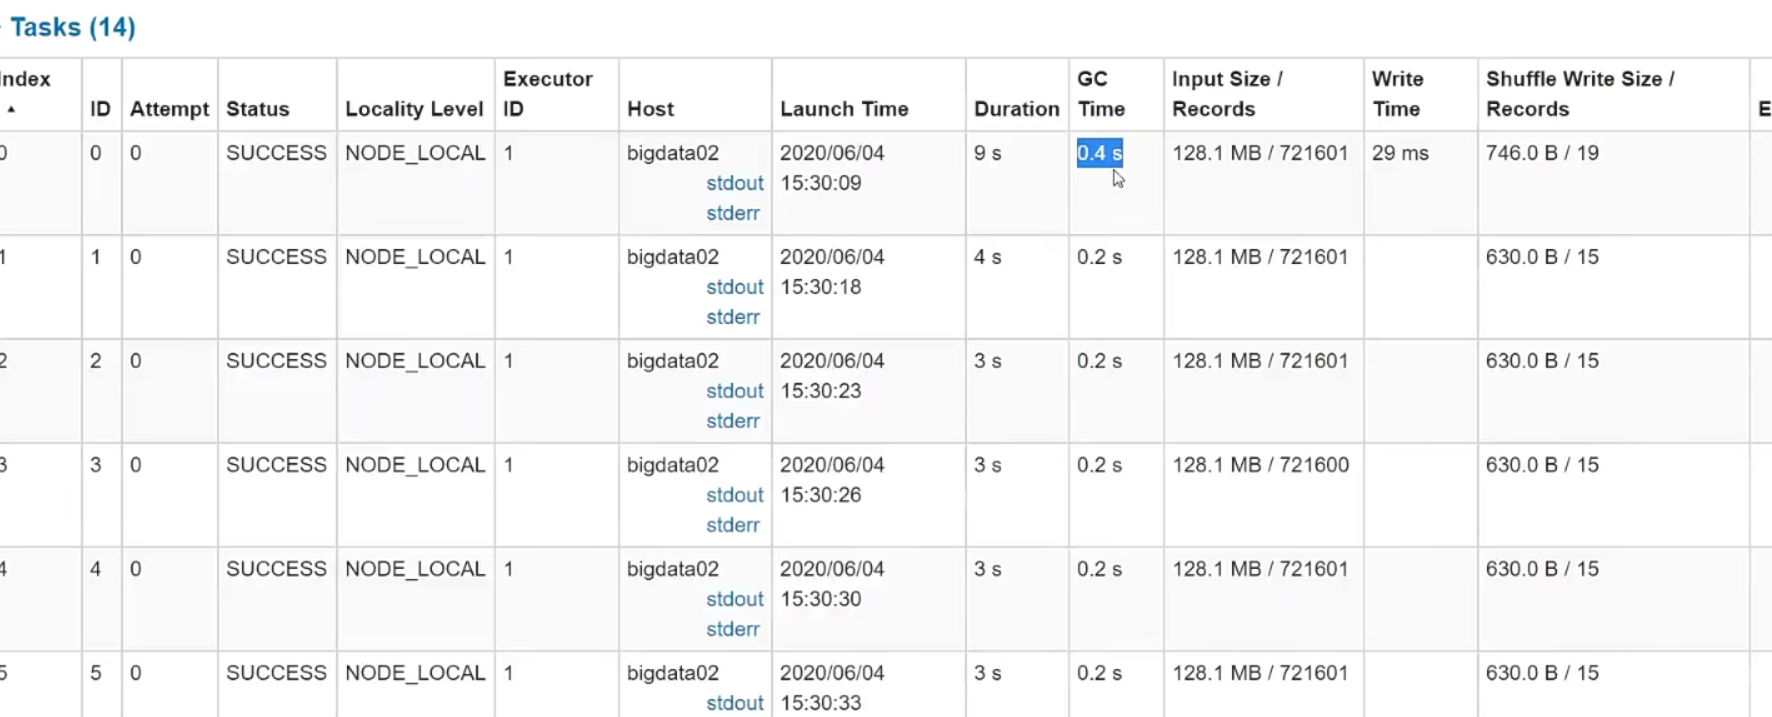 Tasks (14)
Index ID Attempt Status Locality Level Executor ID Host Launch Time Duration GC Time Input Size / Records Write Time Shuffle Write Size / Records E
0 0 0 SUCCESS NODE_LOCAL 1 bigdata02 2020/06/04 9 s 0.4 s 128.1 MB / 721601 29 ms 746.0 B / 19
stdout 15:30:09
stderr
1 1 0 SUCCESS NODE_LOCAL 1 bigdata02 2020/06/04 4 s 0.2 s 128.1 MB / 721601 630.0 B / 15
stdout 15:30:18
stderr
2 2 0 SUCCESS NODE_LOCAL 1 bigdata02 2020/06/04 3 s 0.2 s 128.1 MB / 721601 630.0 B / 15
stdout 15:30:23
stderr
3 3 0 SUCCESS NODE_LOCAL 1 bigdata02 2020/06/04 3 s 0.2 s 128.1 MB / 721600 630.0 B / 15
stdout 15:30:26
stderr
4 4 0 SUCCESS NODE_LOCAL 1 bigdata02 2020/06/04 3 s 0.2 s 128.1 MB / 721601 630.0 B / 15
stdout 15:30:30
stderr
5 5 0 SUCCESS NODE_LOCAL 1 bigdata02 2020/06/04 3 s 0.2 s 128.1 MB / 721601 630.0 B / 15
stdout 15:30:33